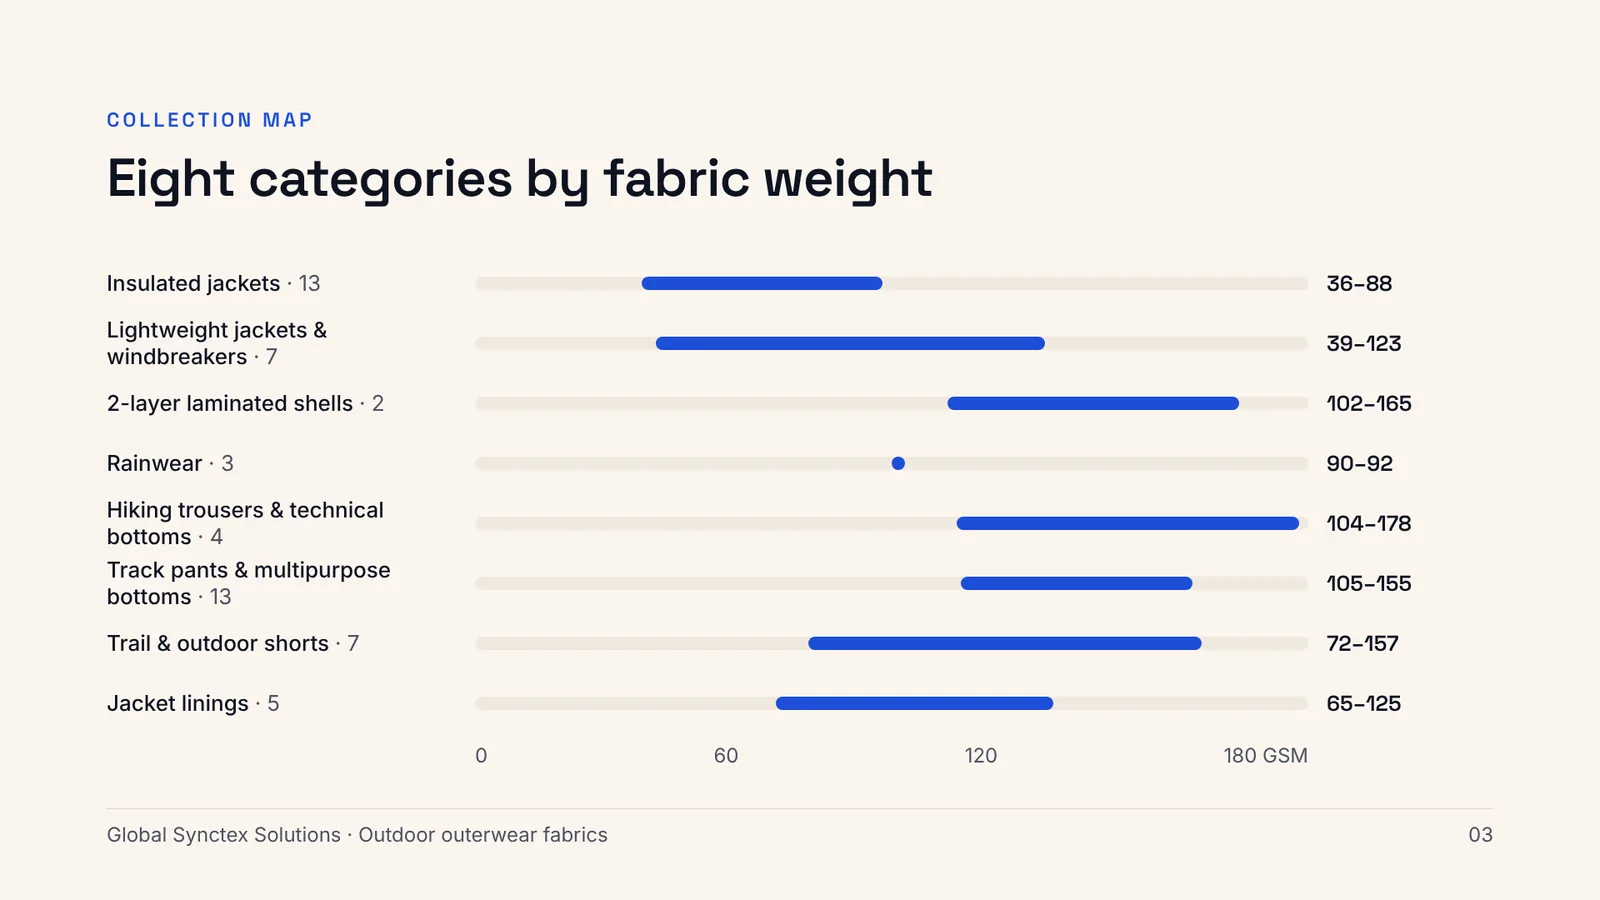 COLLECTION MAP
Eight categories by fabric weight
Insulated jackets · 13
36–88
Lightweight jackets &
windbreakers · 7
39–123
2-layer laminated shells · 2
102–165
Rainwear · 3
90–92
Hiking trousers & technical
bottoms · 4
104–178
Track pants & multipurpose
bottoms · 13
105–155
Trail & outdoor shorts · 7
72–157
Jacket linings · 5
65–125
0 60 120 180 GSM
Global Synctex Solutions · Outdoor outerwear fabrics
03